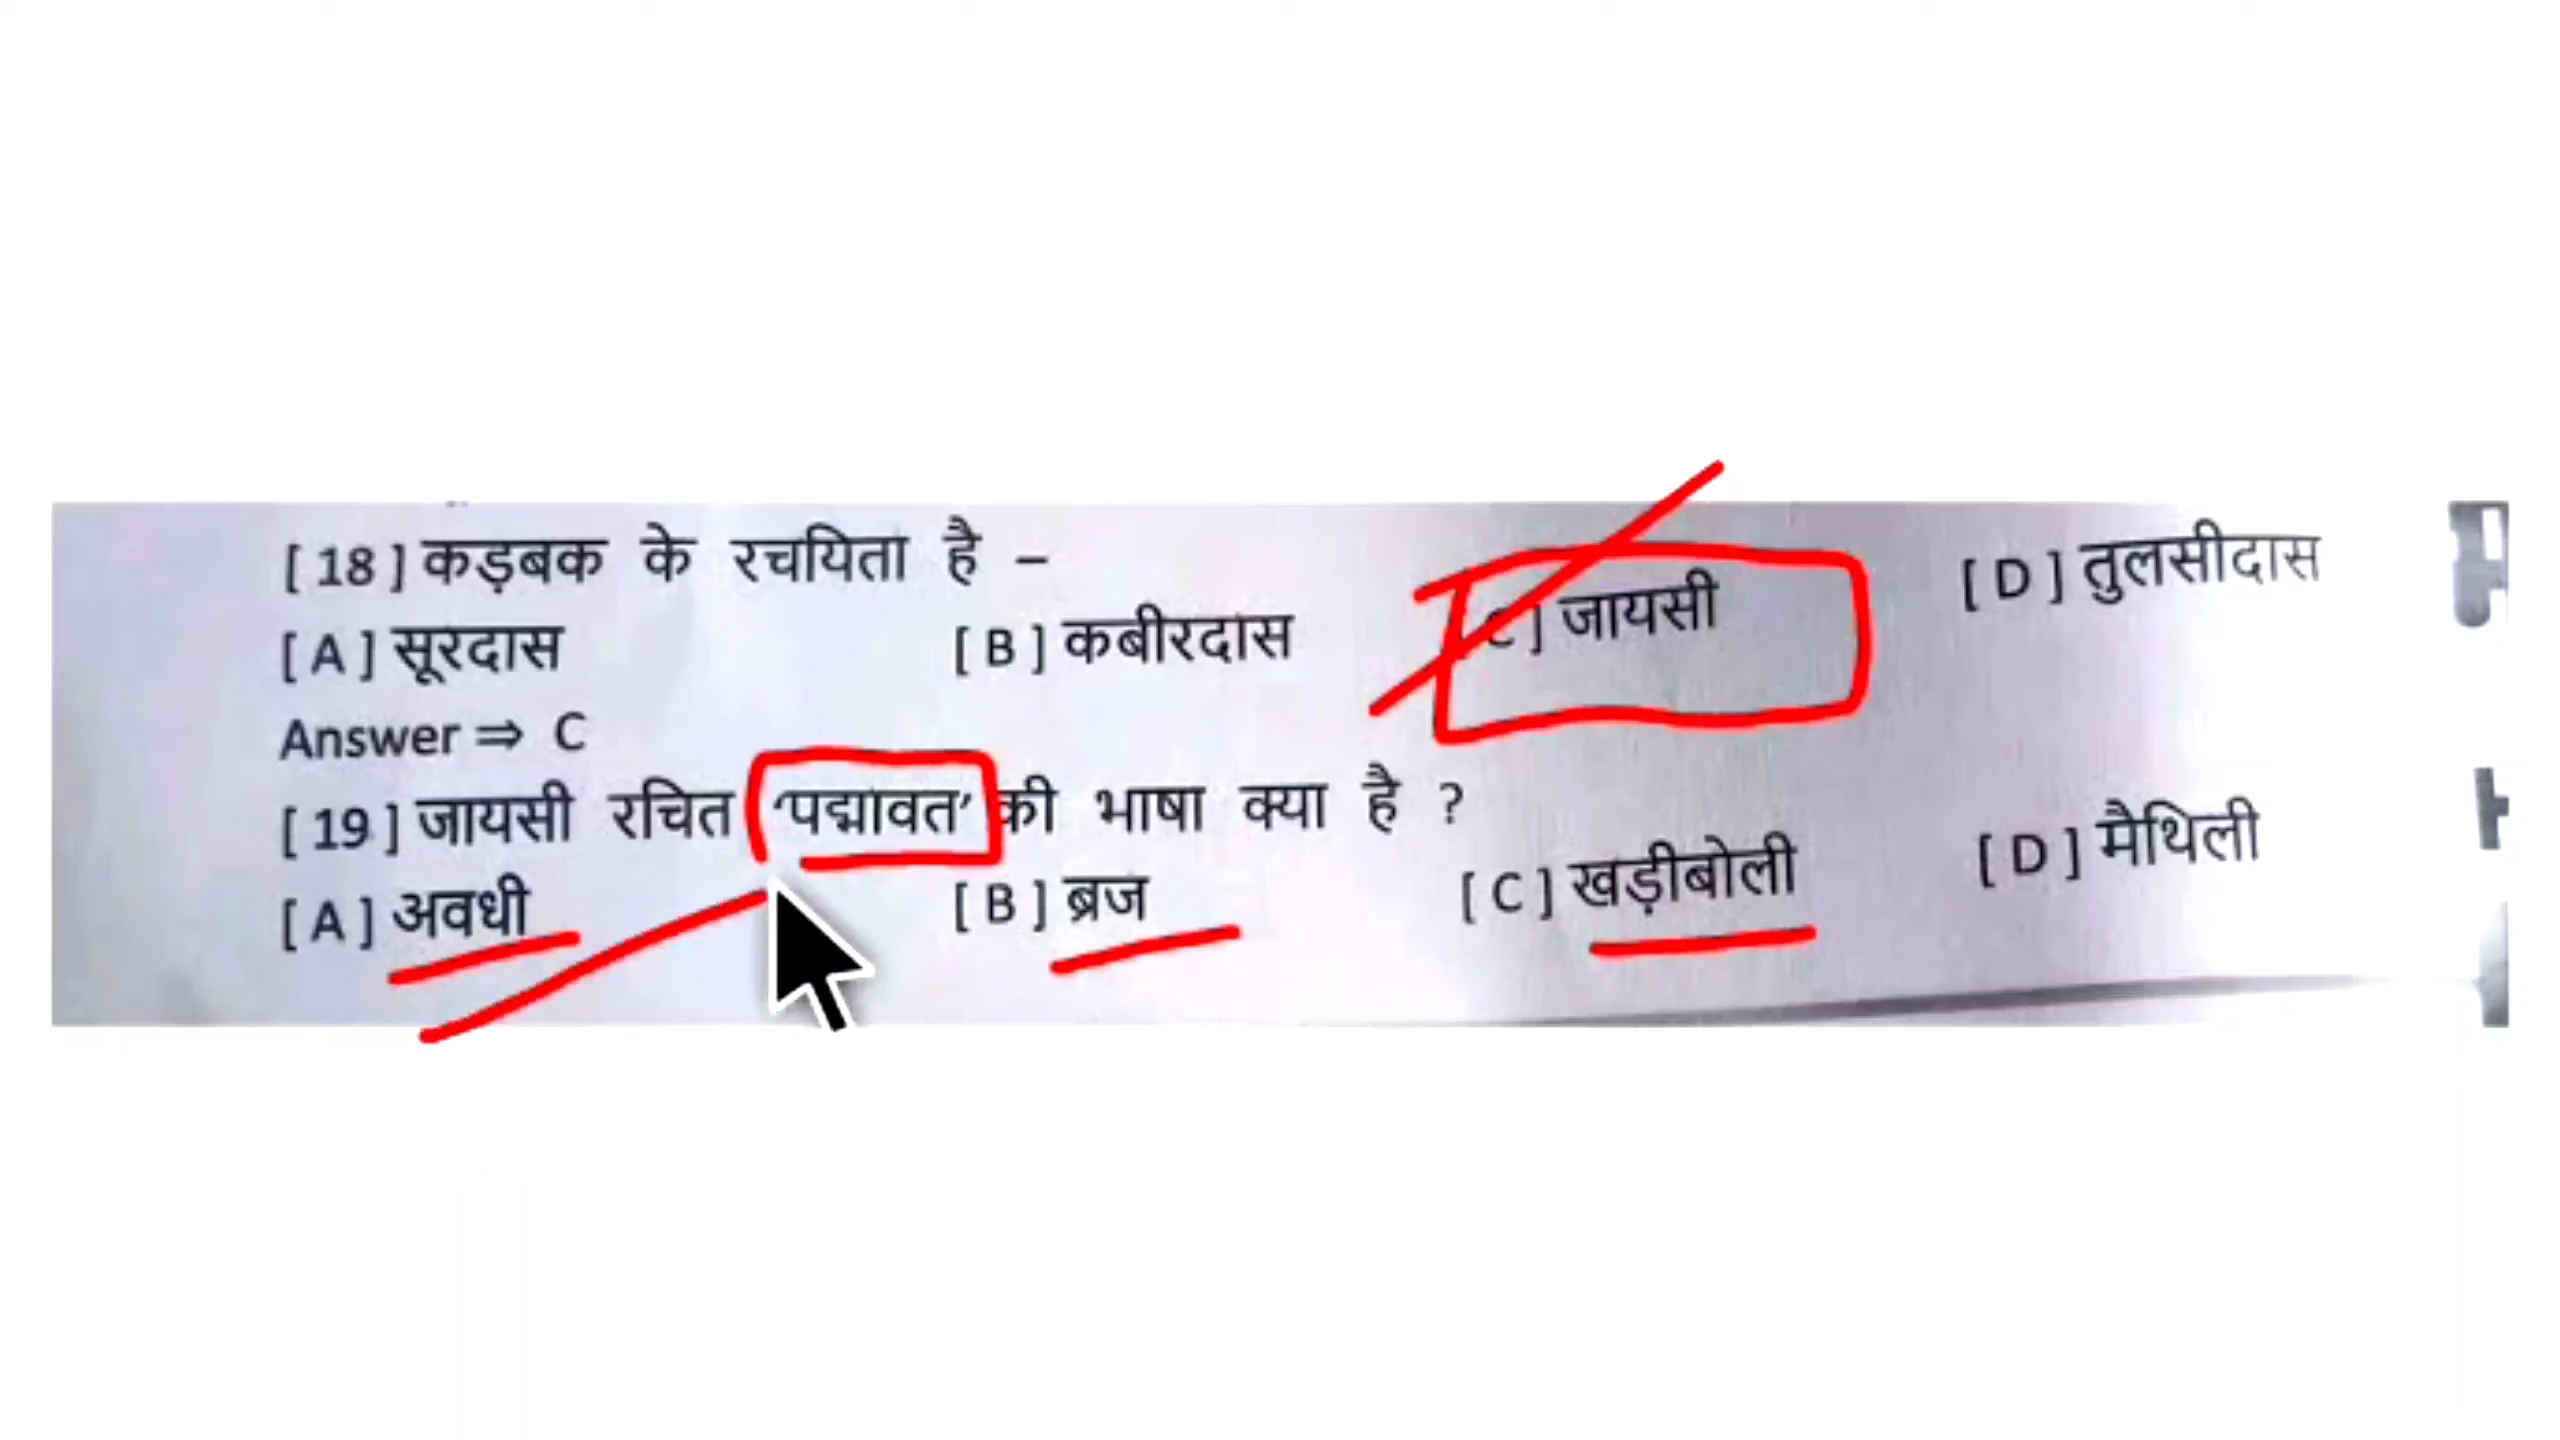 [ 18 ] कड़बक के रचयिता है –
[ A ] सूरदास [ B ] कबीरदास C ] जायसी [ D ] तुलसीदास
Answer ⇒ C
[ 19 ] जायसी रचित ‘पद्मावत’ की भाषा क्या है ?
[ A ] अवधी [ B ] ब्रज [ C ] खड़ीबोली [ D ] मैथिली